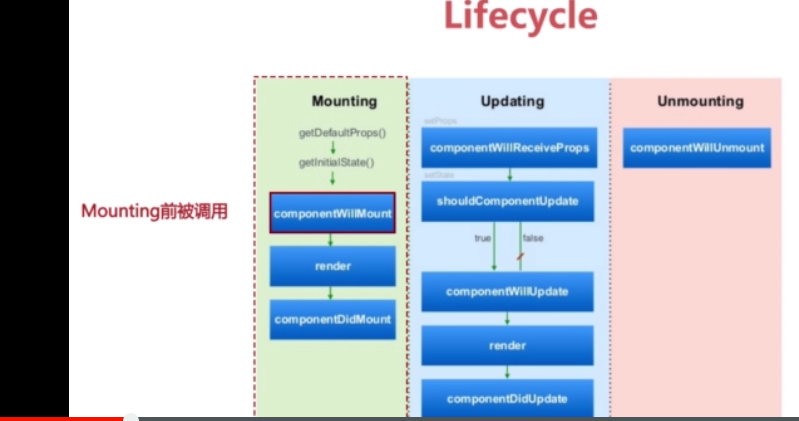 Lifecycle
Mounting
getDefaultProps()
getInitialState()
componentWillMount
render
componentDidMount
Mounting前被调用
Updating
setProps
componentWillReceiveProps
setState
shouldComponentUpdate
true
false
componentWillUpdate
render
componentDidUpdate
Unmounting
componentWillUnmount